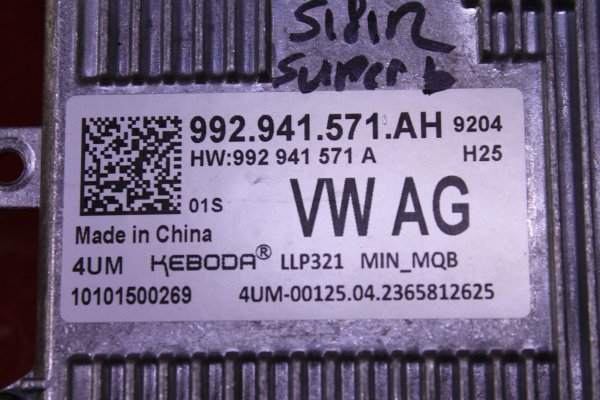 SIFIR
SUPERB
992.941.571.AH 9204
HW:992 941 571 A H25
01S VW AG
Made in China
4UM KEBODA® LLP321 MIN_MQB
10101500269 4UM-00125.04.2365812625